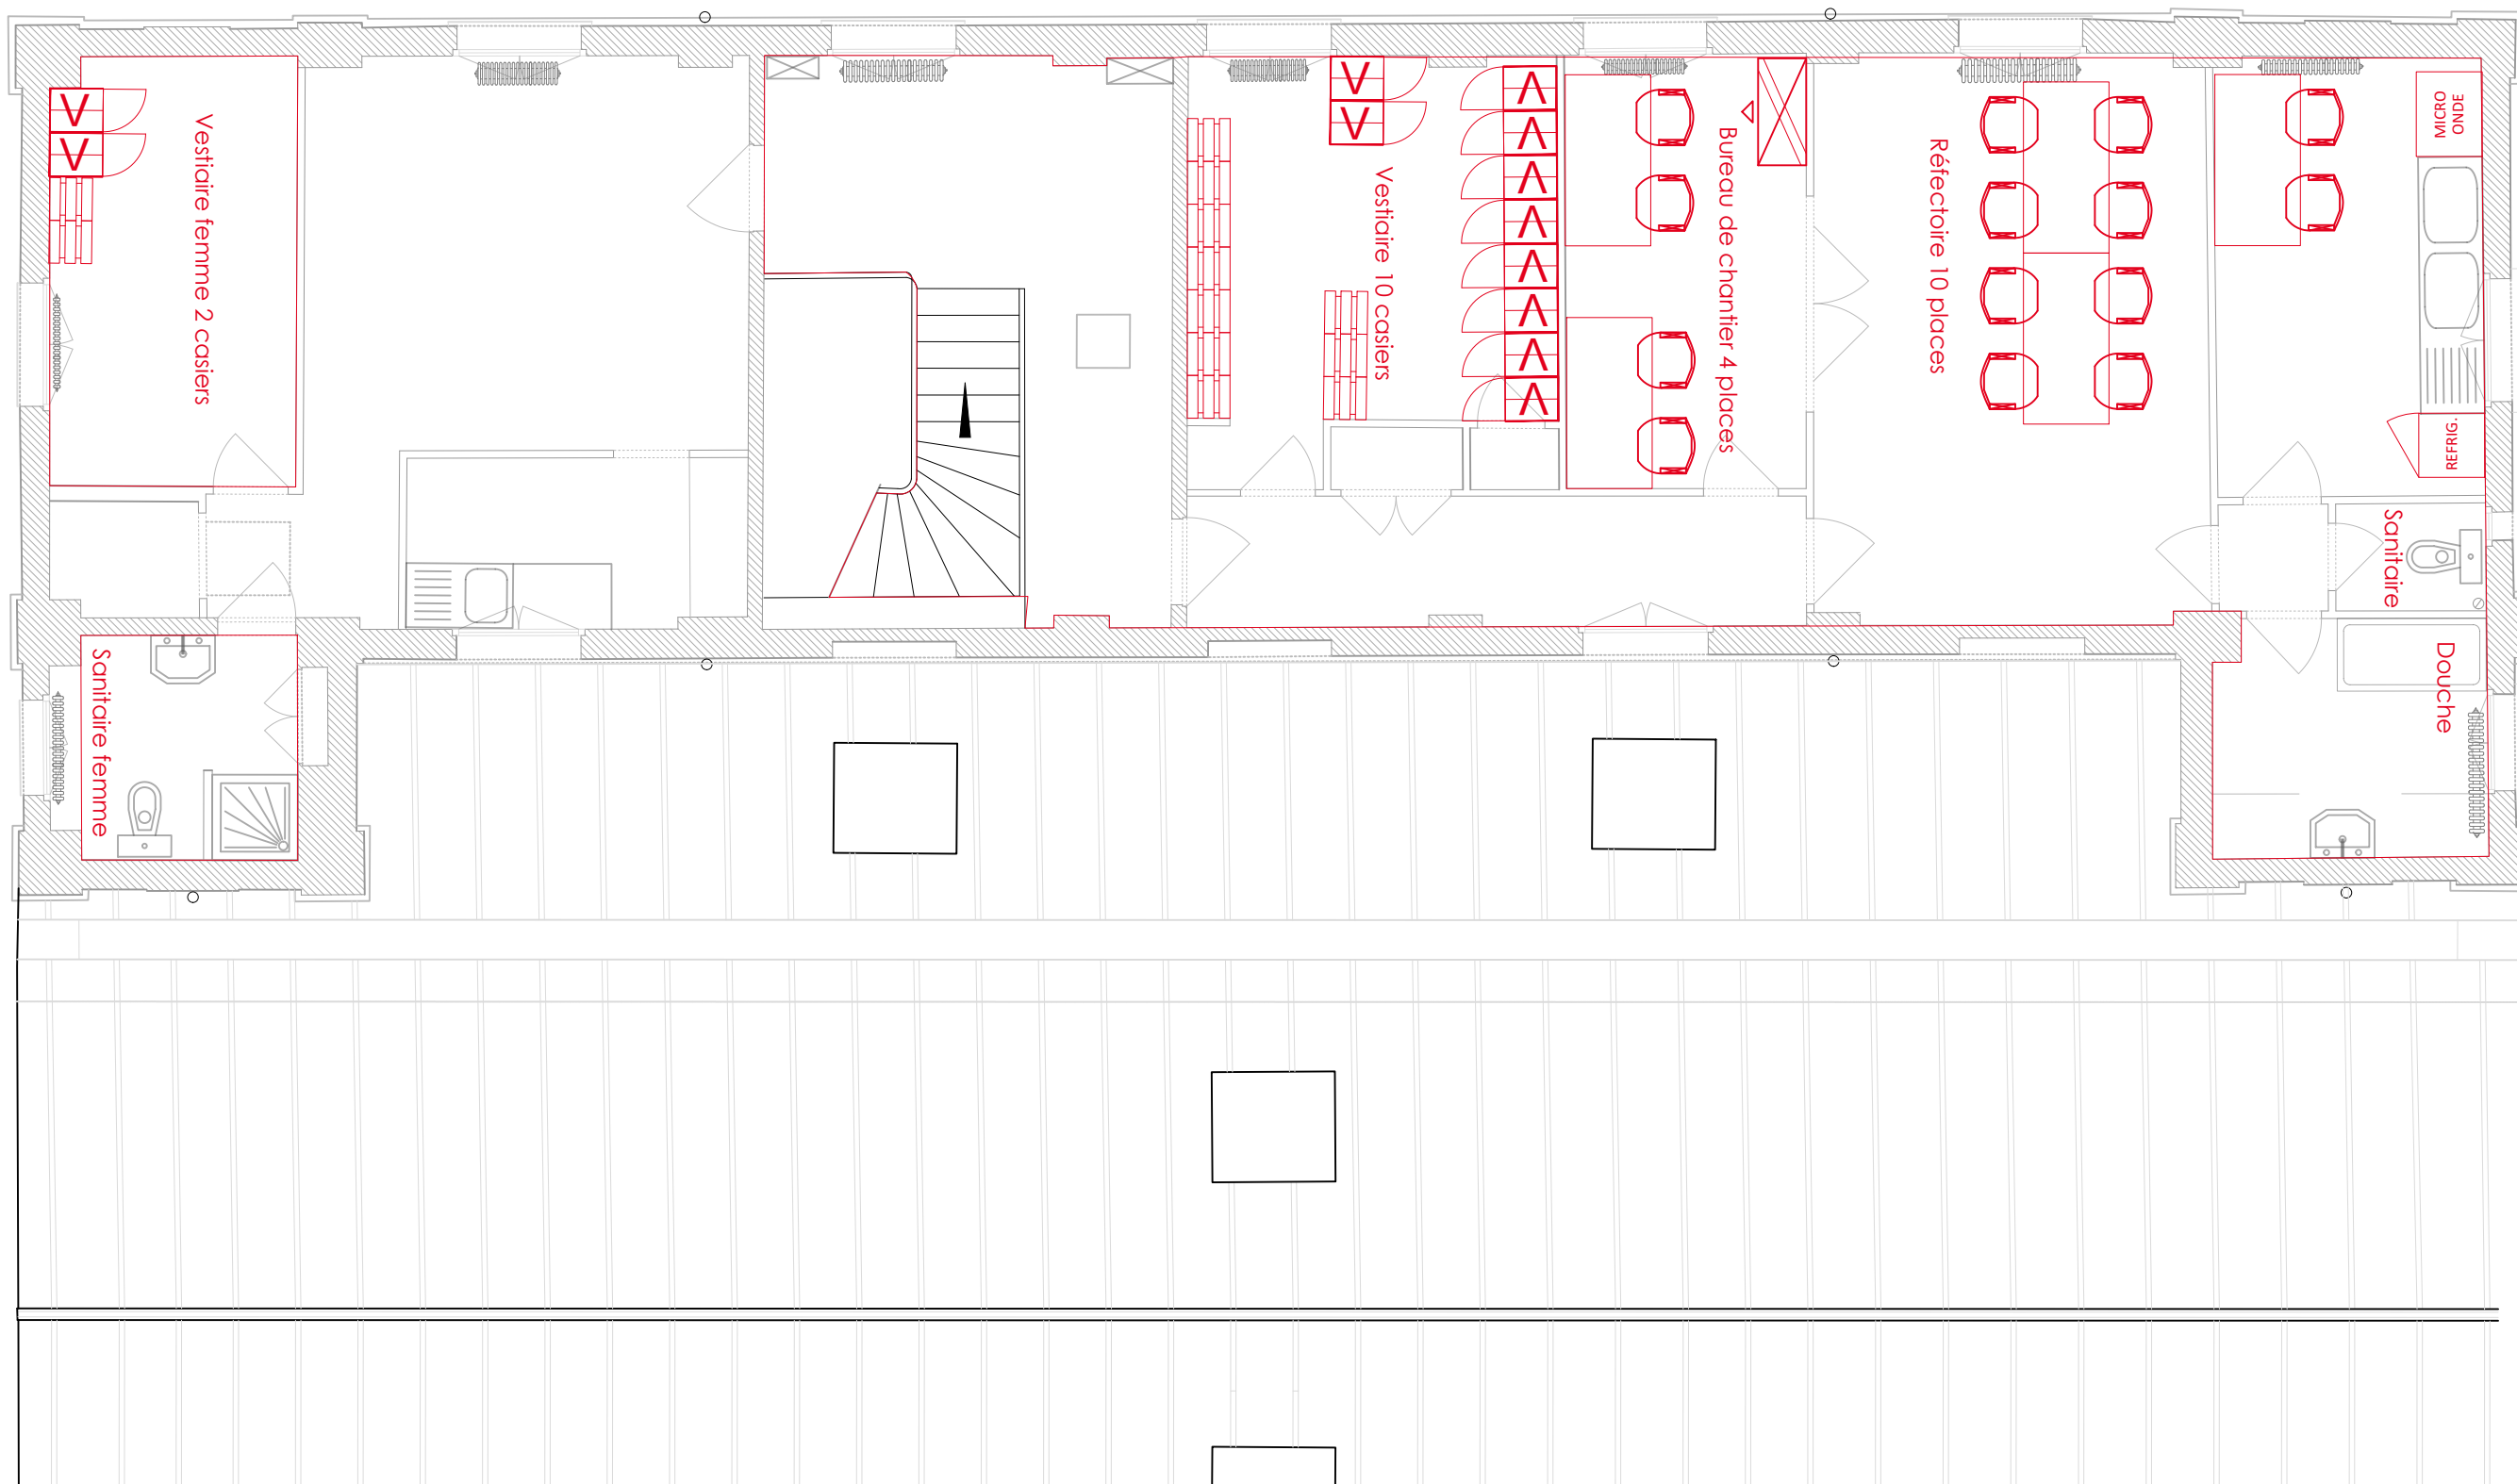 Vestiaire femme 2 casiers
V
V
Sanitaire femme
Vestiaire 10 casiers
V
V
V
V
V
V
V
V
V
V
Bureau de chantier 4 places
Réfectoire 10 places
MICRO
ONDE
REFRIG.
Sanitaire
Douche